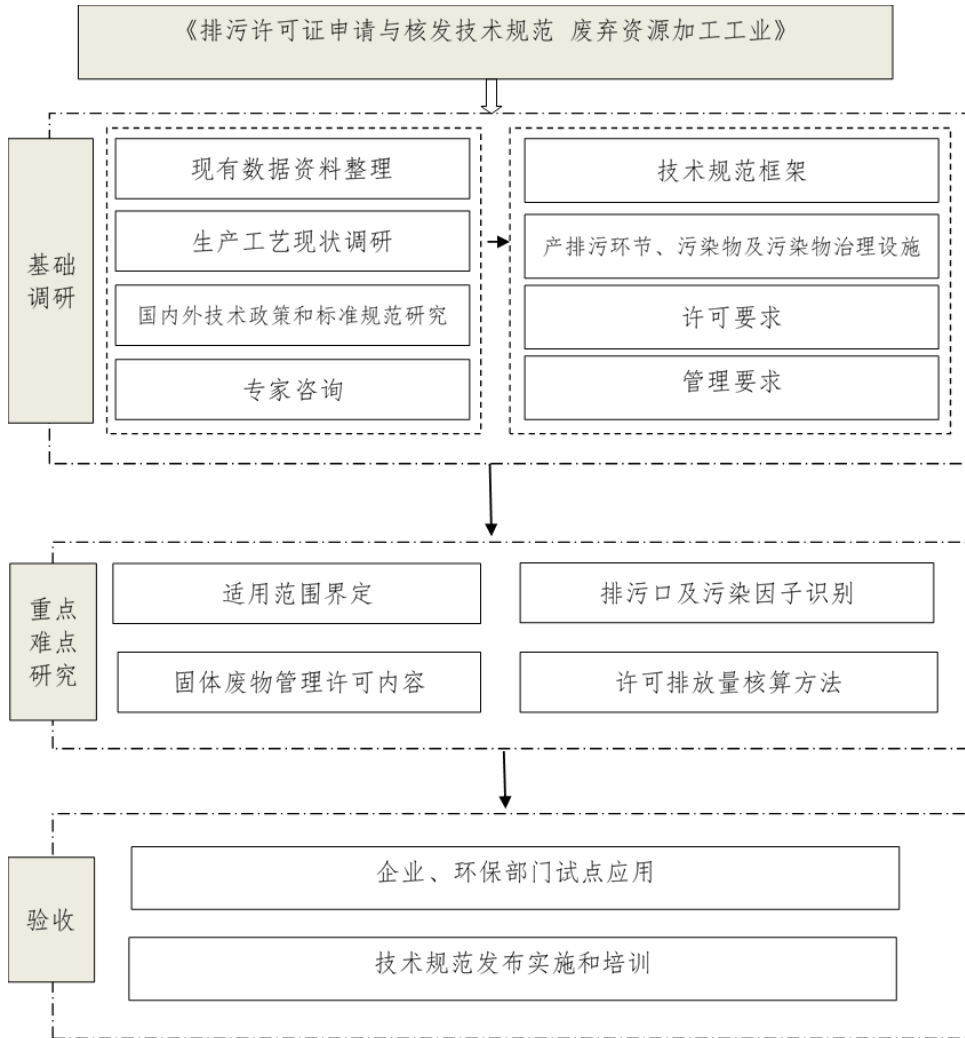 《排污许可证申请与核发技术规范 废弃资源加工工业》
基础
调研
现有数据资料整理
生产工艺现状调研
国内外技术政策和标准规范研究
专家咨询
技术规范框架
产排污环节、污染物及污染物治理设施
许可要求
管理要求
重点
难点
研究
适用范围界定
排污口及污染因子识别
固体废物管理许可内容
许可排放量核算方法
验收
企业、环保部门试点应用
技术规范发布实施和培训